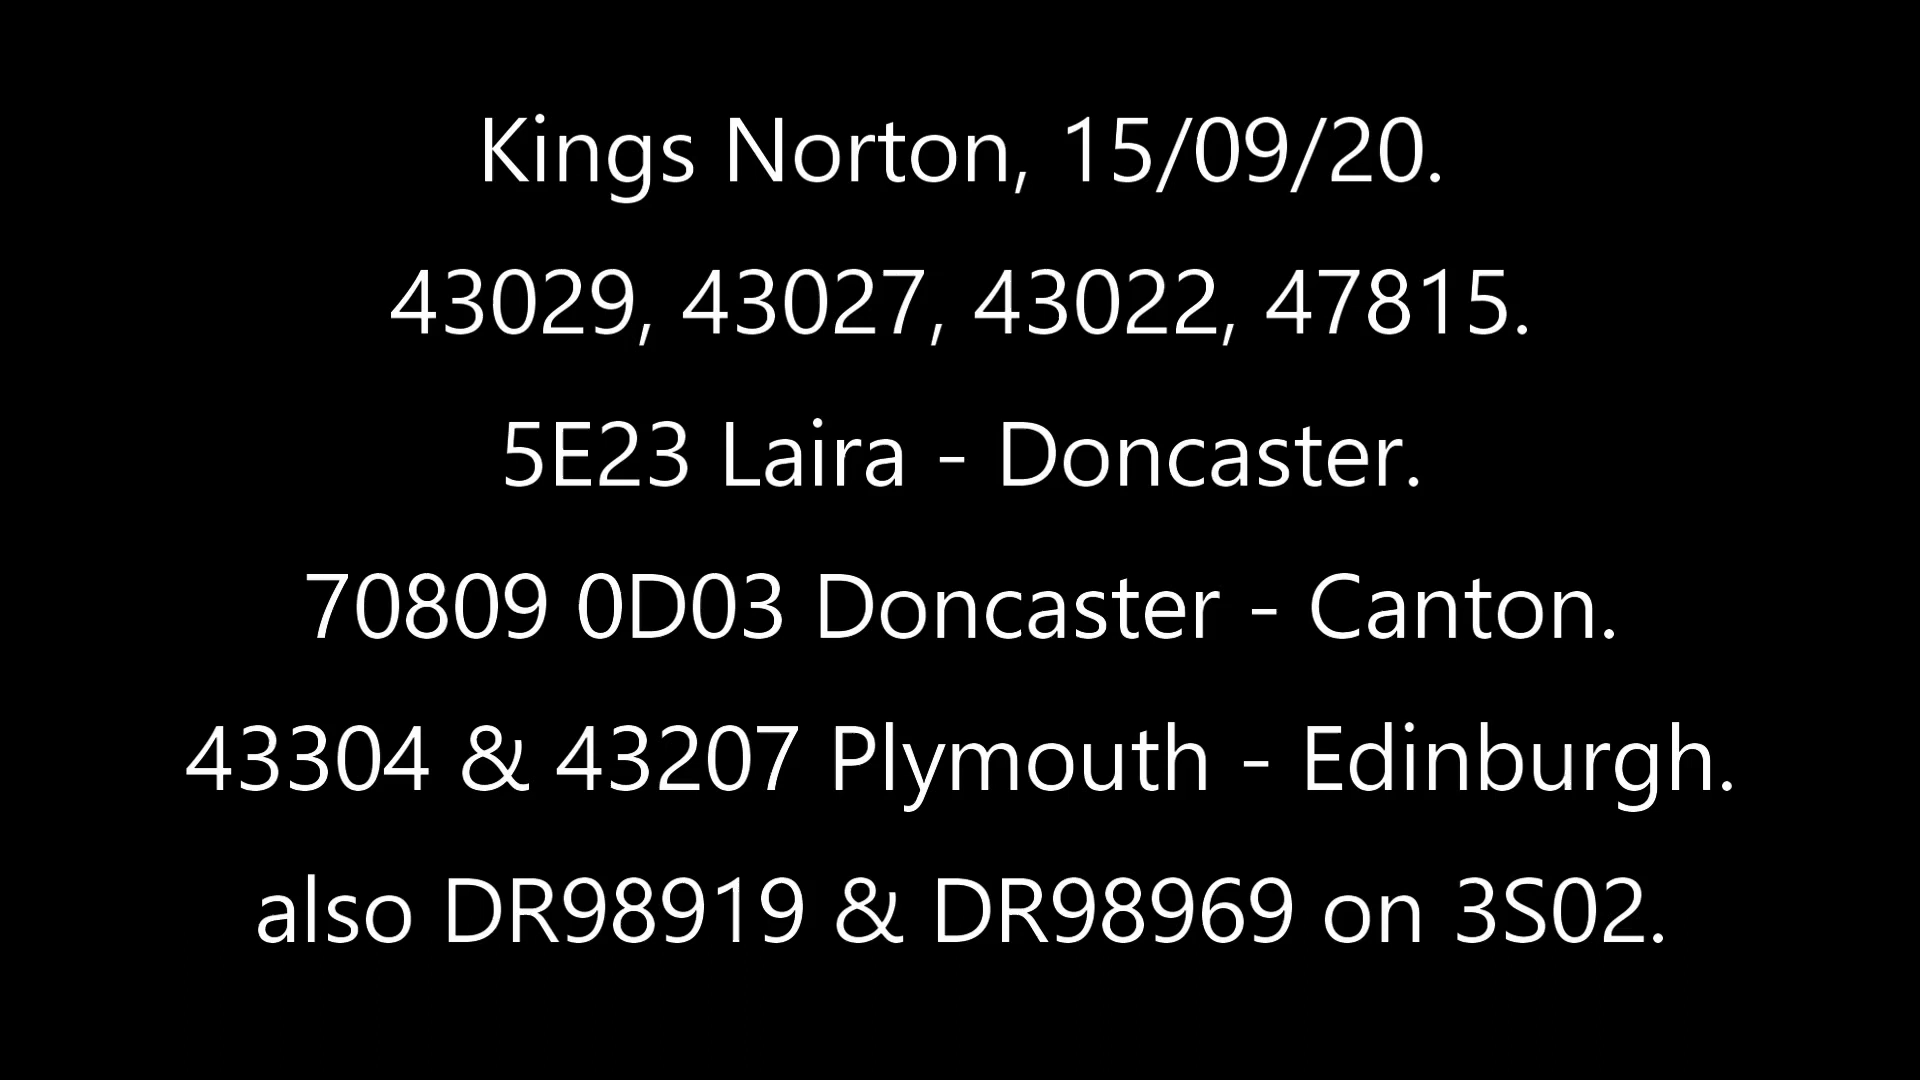 Kings Norton, 15/09/20.
43029, 43027, 43022, 47815.
5E23 Laira - Doncaster.
70809 0D03 Doncaster - Canton.
43304 & 43207 Plymouth - Edinburgh.
also DR98919 & DR98969 on 3S02.